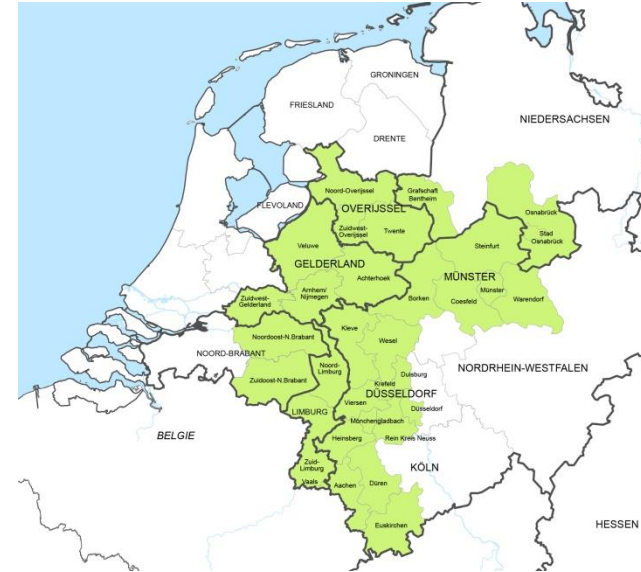 GRONINGEN
FRIESLAND
DRENTE
NIEDERSACHSEN
FLEVOLAND
Noord-Overijssel
Grafschaft
Bentheim
OVERIJSSEL
Osnabrück
Zuidwest-
Overijssel
Twente
Stad
Osnabrück
Veluwe
Steinfurt
GELDERLAND
Achterhoek
MÜNSTER
Arnhem/
Nijmegen
Münster
Zuidwest-
Gelderland
Borken
Coesfeld
Warendorf
Noordoost-N.Brabant
Kleve
Wesel
NOORD-BRABANT
Noord-
Limburg
NORDRHEIN-WESTFALEN
Zuidoost-N.Brabant
Duisburg
Krefeld
DÜSSELDORF
Viersen
LIMBURG
Düsseldorf
Mönchengladbach
BELGIE
Heinsberg
Rein Kreis Neuss
Zuid-
Limburg
KÖLN
Vaals
Aachen
Düren
Euskirchen
HESSEN